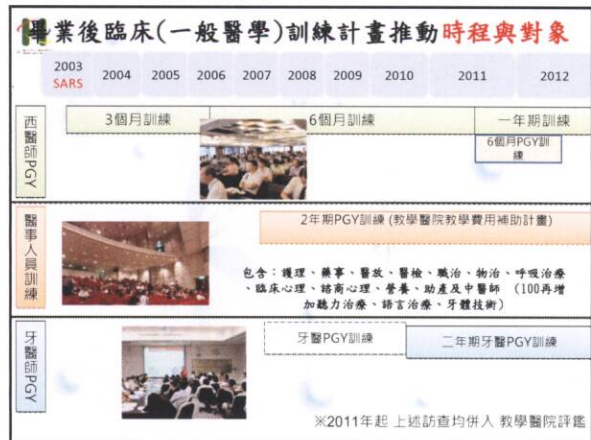 畢業後臨床(一般醫學)訓練計畫推動時程與對象
2003
SARS
2004
2005
2006
2007
2008
2009
2010
2011
2012
西醫師PGY
3個月訓練
6個月訓練
一年期訓練
6個月PGY訓
練
醫事人員訓練
2年期PGY訓練 (教學醫院教學費用補助計畫)
包含：護理、藥事、醫放、醫檢、職治、物治、呼吸治療
、臨床心理、諮商心理、營養、助產及中醫師 (100再增
加聽力治療、語言治療、牙體技術)
牙醫師PGY
牙醫PGY訓練
二年期牙醫PGY訓練
※2011年起 上述訪查均併入 教學醫院評鑑